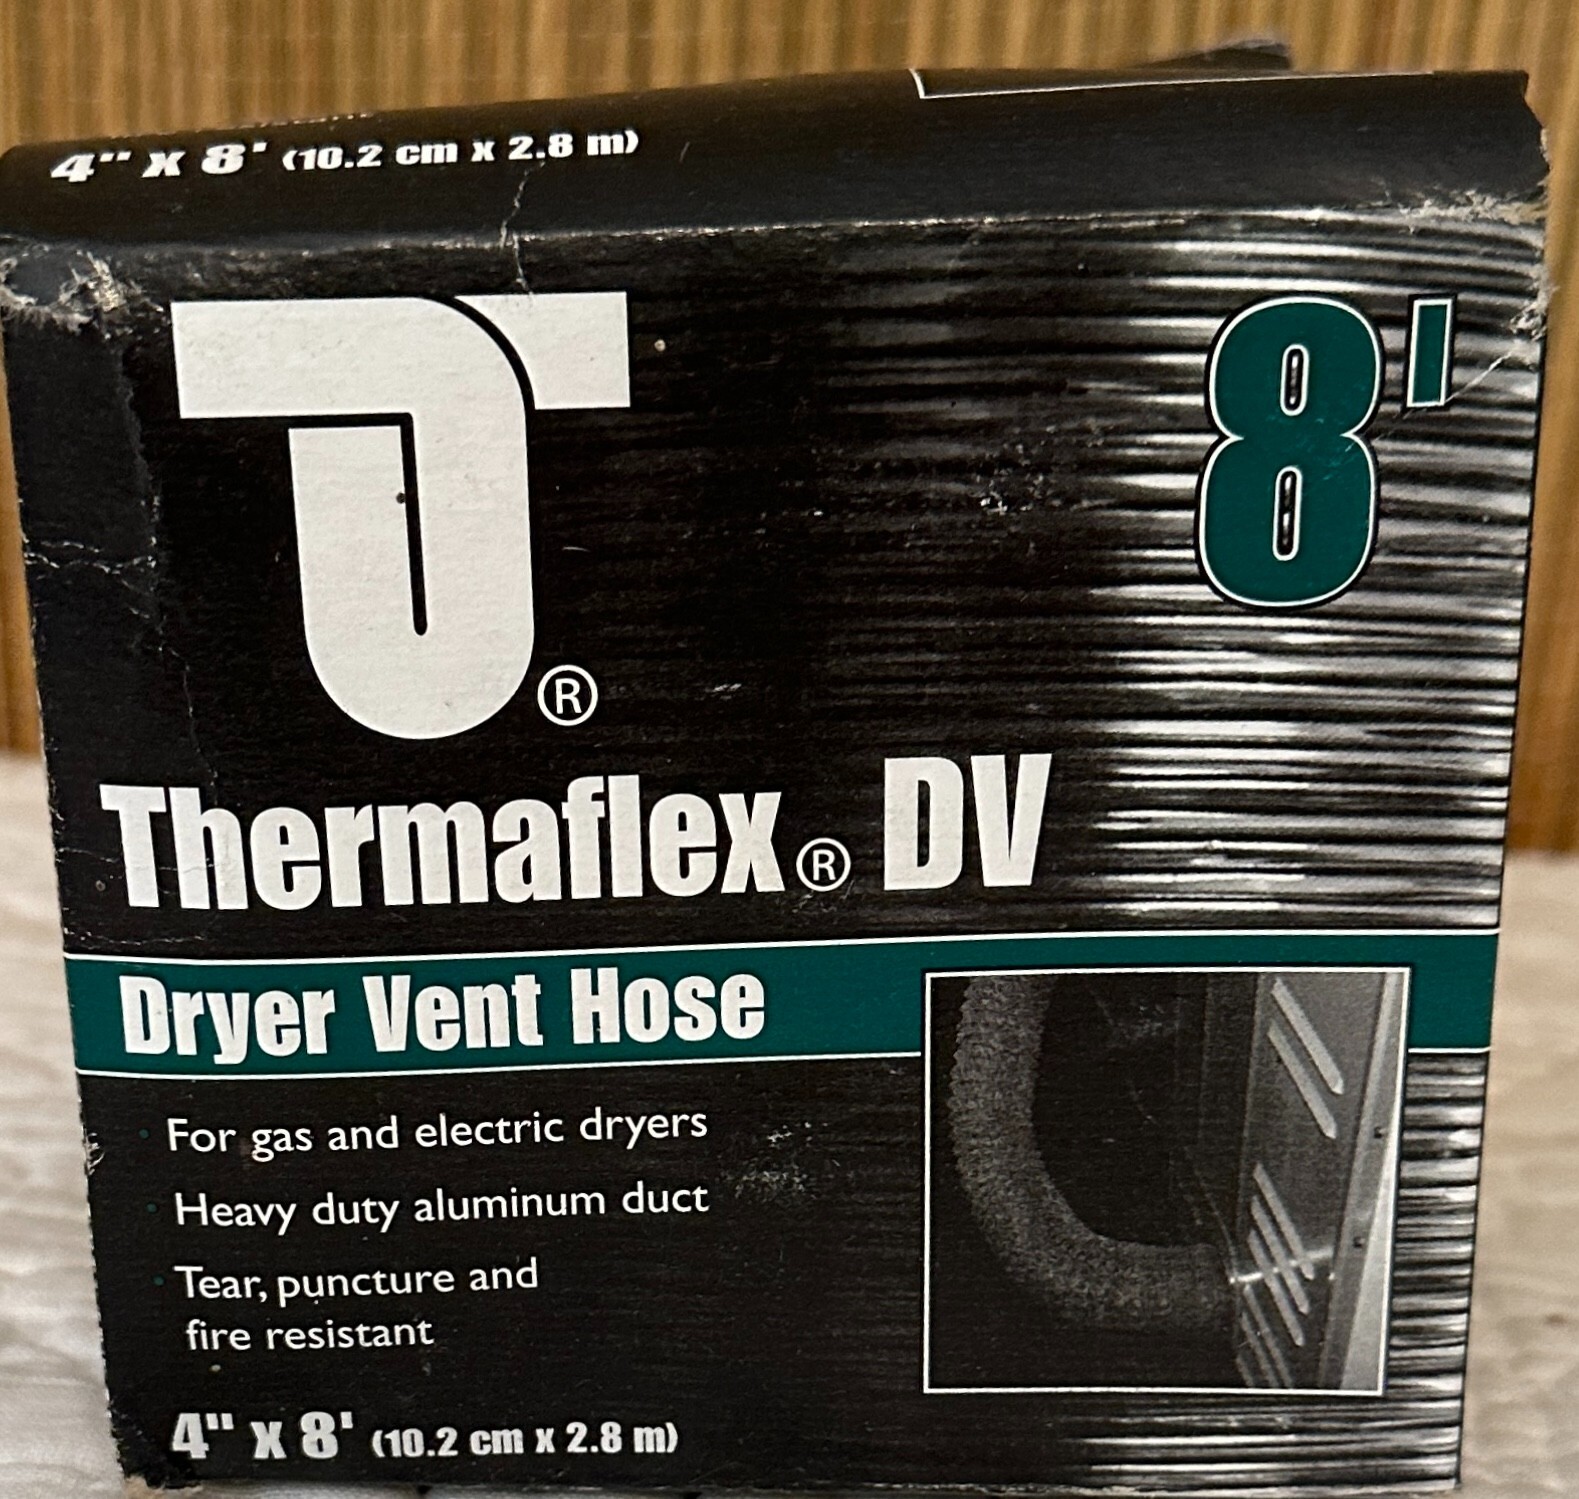 4" x 8' (10.2 cm x 2.8 m)
8'
®
Thermaflex® DV
Dryer Vent Hose
For gas and electric dryers
Heavy duty aluminum duct
Tear, puncture and
fire resistant
4" x 8' (10.2 cm x 2.8 m)